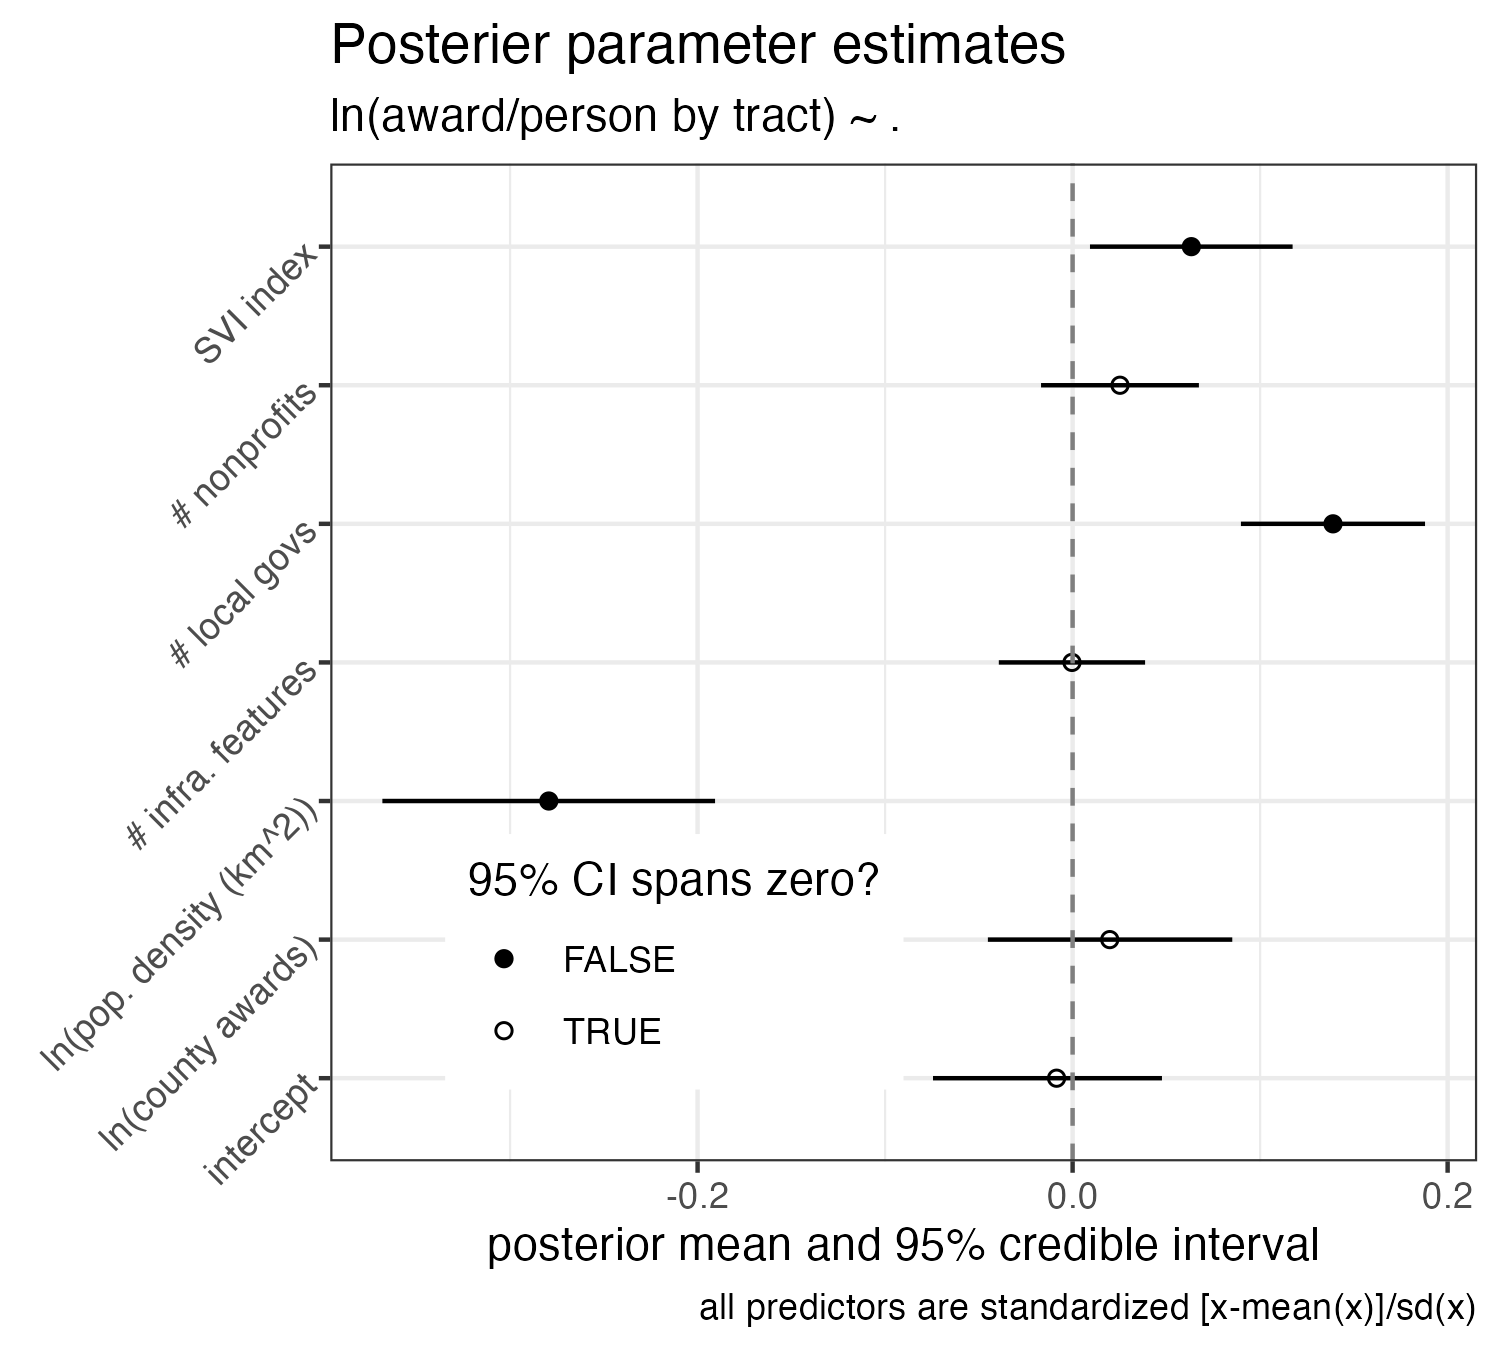 Posterier parameter estimates
ln(award/person by tract) ~ .
SVI index
# nonprofits
# local govs
# infra. features
ln(pop. density (km^2))
ln(county awards)
intercept
95% CI spans zero?
FALSE
TRUE
-0.2
0.0
0.2
posterior mean and 95% credible interval
all predictors are standardized [x-mean(x)]/sd(x)